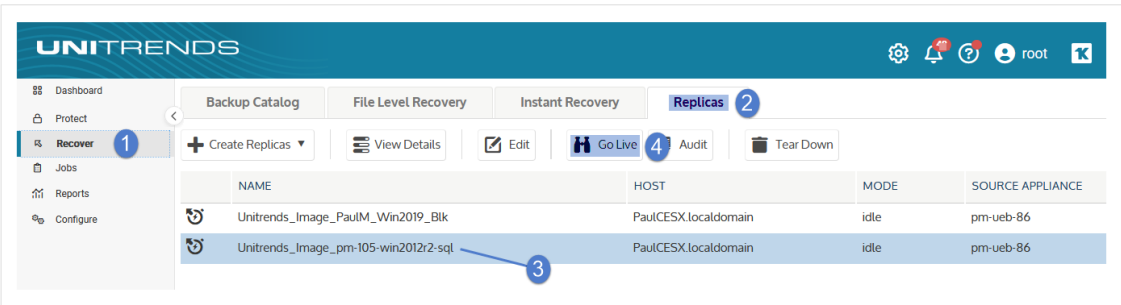 UNITRENDS
root
Dashboard
Protect
Recover 1
Jobs
Reports
Configure
Backup Catalog File Level Recovery Instant Recovery Replicas 2
Create Replicas View Details Edit Go Live 4 Audit Tear Down
NAME HOST MODE SOURCE APPLIANCE
Unitrends_Image_PaulM_Win2019_Blk PaulCESX.localdomain idle pm-ueb-86
Unitrends_Image_pm-105-win2012r2-sql PaulCESX.localdomain idle pm-ueb-86
3